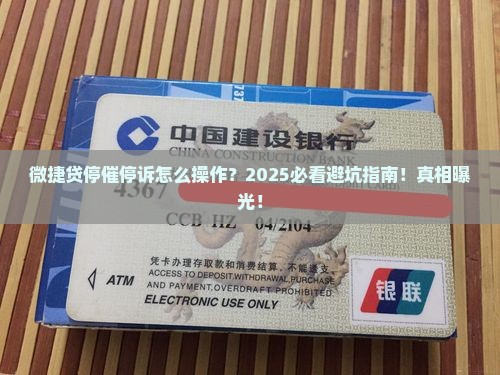 中国建设银行
微捷贷停催停诉怎么操作？2025必看避坑指南！真相曝
光！
4367
CCB HZ 04/2104
凭卡办理存取款和消费结算，不能透支。
ACCESS TO DEPOSIT.WITHDRAWAL.PURCHASE
AND PAYMENT.OVERDRAFT PROHIBITED.
ATM
ELECTRONIC USE ONLY
银联